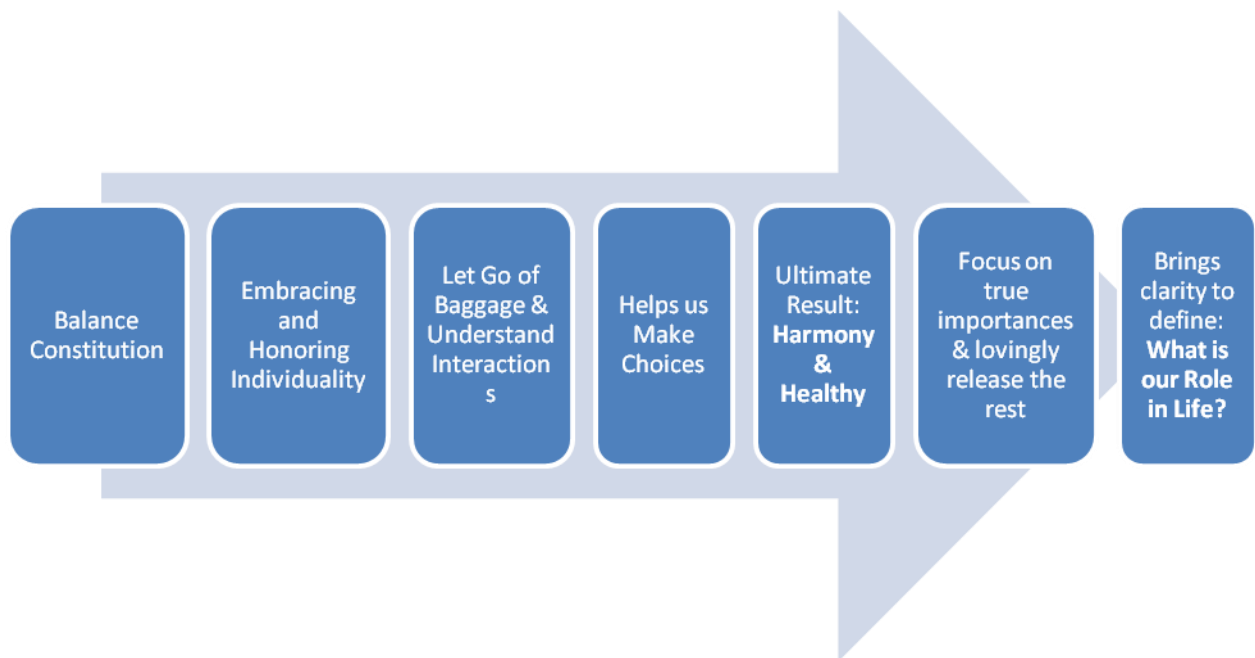 Balance
Constitution
Embracing
and
Honoring
Individuality
Let Go of
Baggage &
Understand
Interaction
s
Helps us
Make
Choices
Ultimate
Result:
Harmony
&
Healthy
Focus on
true
importances
& lovingly
release the
rest
Brings
clarity to
define:
What is
our Role
in Life?